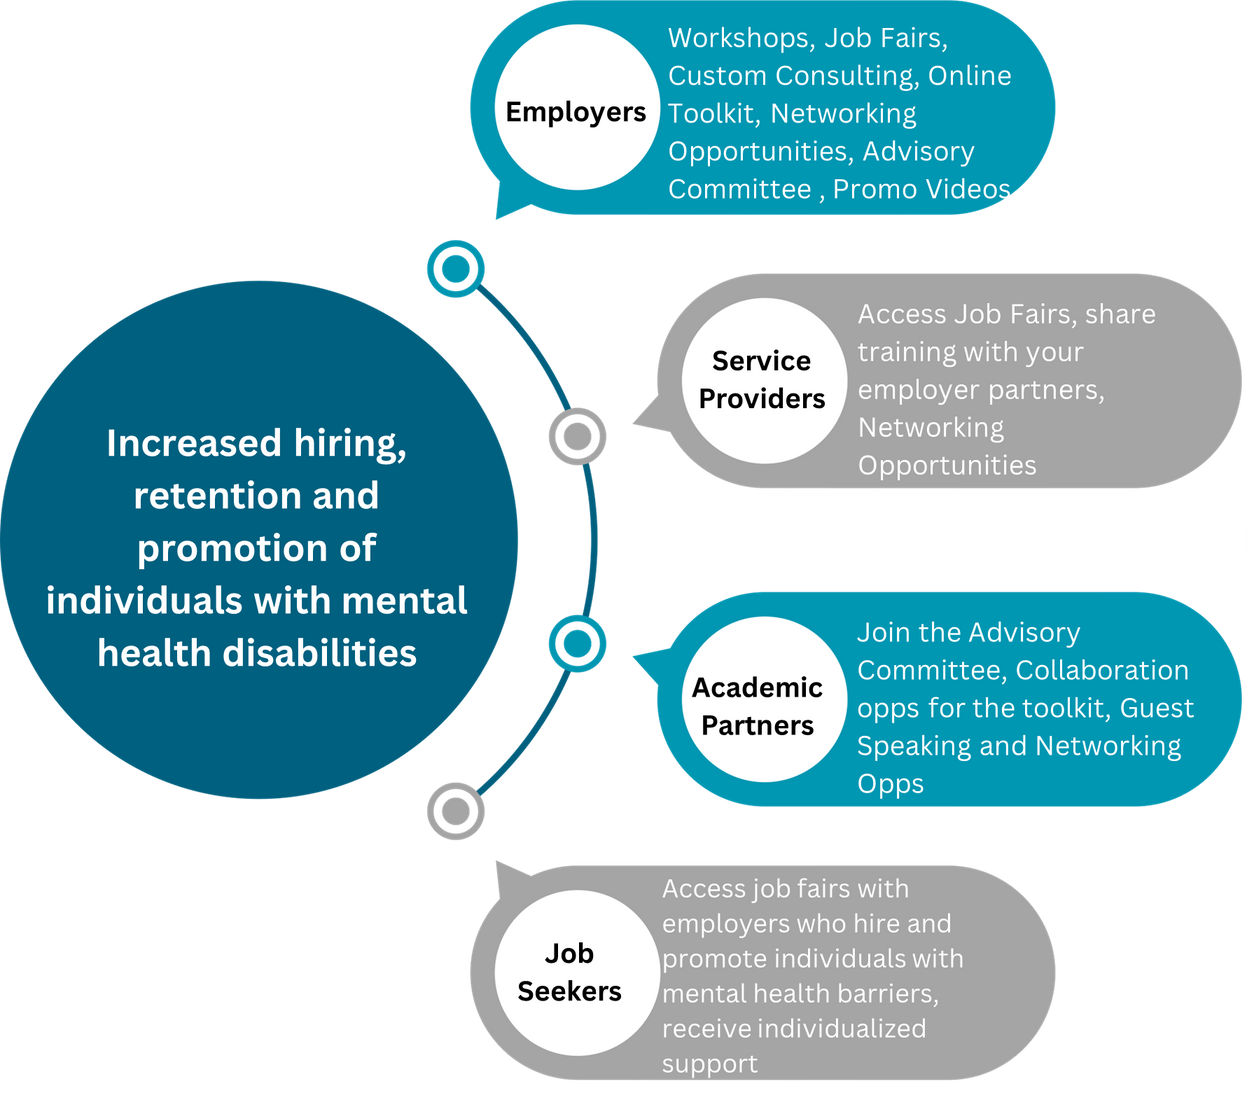 Employers
Workshops, Job Fairs,
Custom Consulting, Online
Toolkit, Networking
Opportunities, Advisory
Committee , Promo Videos
Service
Providers
Access Job Fairs, share
training with your
employer partners,
Networking
Opportunities
Increased hiring,
retention and
promotion of
individuals with mental
health disabilities
Academic
Partners
Join the Advisory
Committee, Collaboration
opps for the toolkit, Guest
Speaking and Networking
Opps
Job
Seekers
Access job fairs with
employers who hire and
promote individuals with
mental health barriers,
receive individualized
support